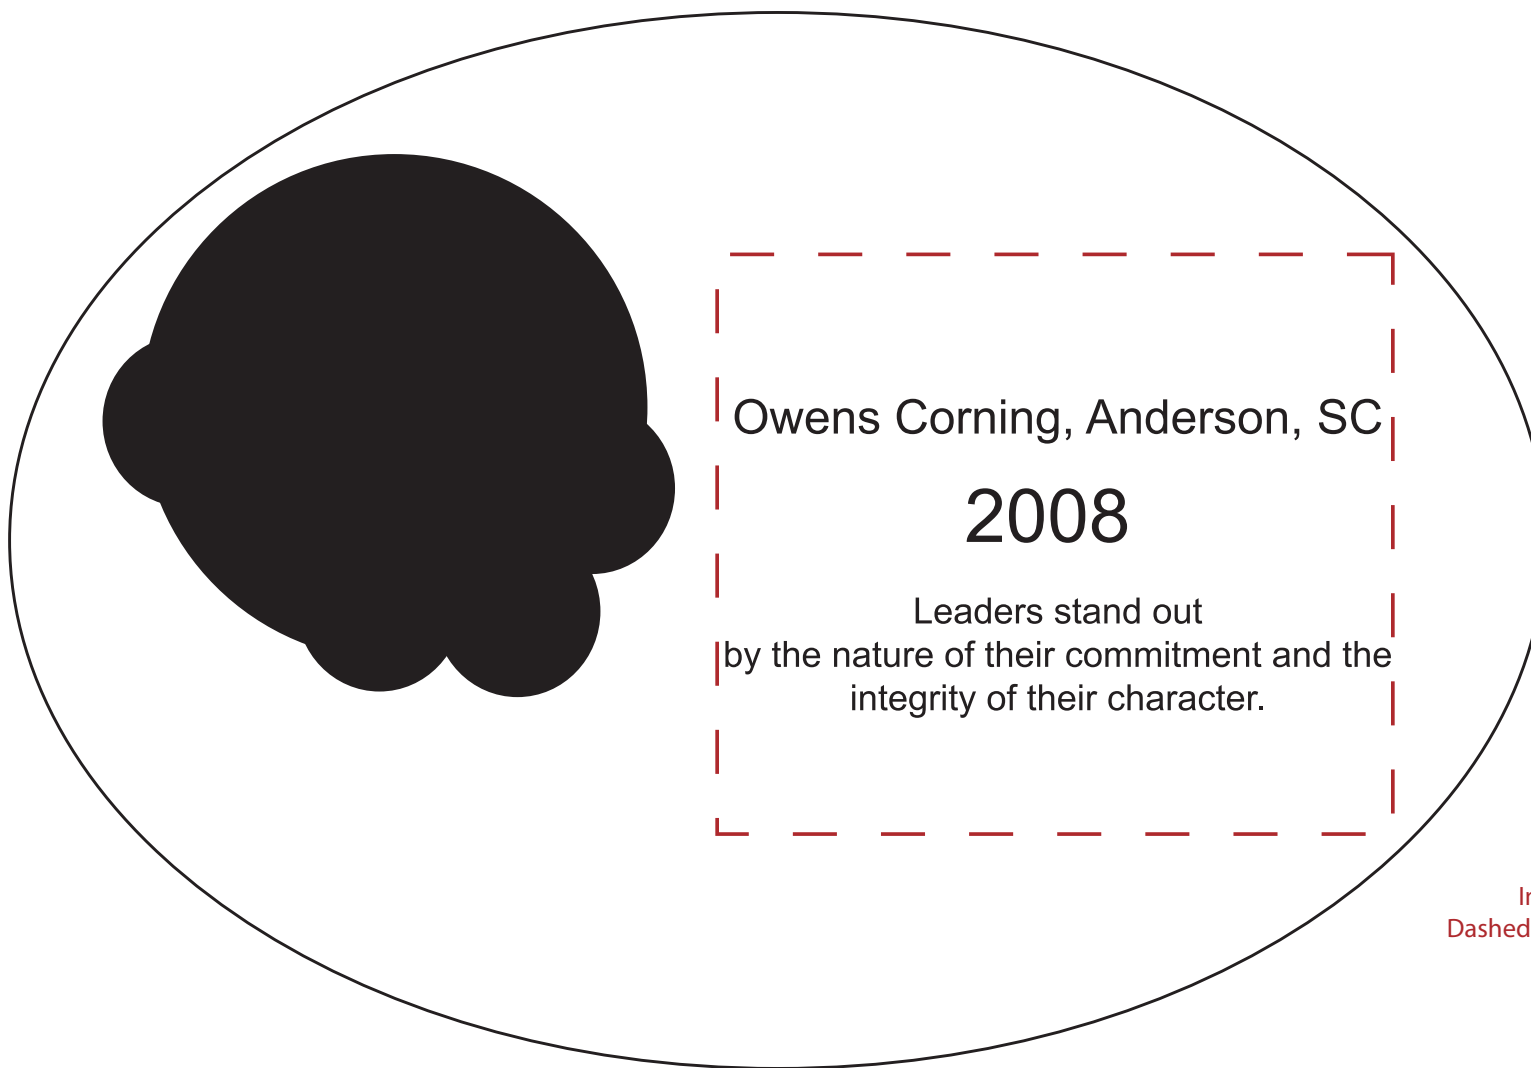 Owens Corning, Anderson, SC
2008
Leaders stand out
by the nature of their commitment and the
integrity of their character.
Dashed